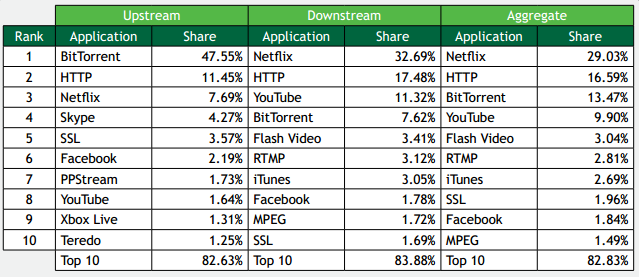 Upstream Downstream Aggregate
Rank Application Share Application Share Application Share
1 BitTorrent 47.55% Netflix 32.69% Netflix 29.03%
2 HTTP 11.45% HTTP 17.48% HTTP 16.59%
3 Netflix 7.69% YouTube 11.32% BitTorrent 13.47%
4 Skype 4.27% BitTorrent 7.62% YouTube 9.90%
5 SSL 3.57% Flash Video 3.41% Flash Video 3.04%
6 Facebook 2.19% RTMP 3.12% RTMP 2.81%
7 PPStream 1.73% iTunes 3.05% iTunes 2.69%
8 YouTube 1.64% Facebook 1.78% SSL 1.96%
9 Xbox Live 1.31% MPEG 1.72% Facebook 1.84%
10 Teredo 1.25% SSL 1.69% MPEG 1.49%
Top 10 82.63% Top 10 83.88% Top 10 82.83%